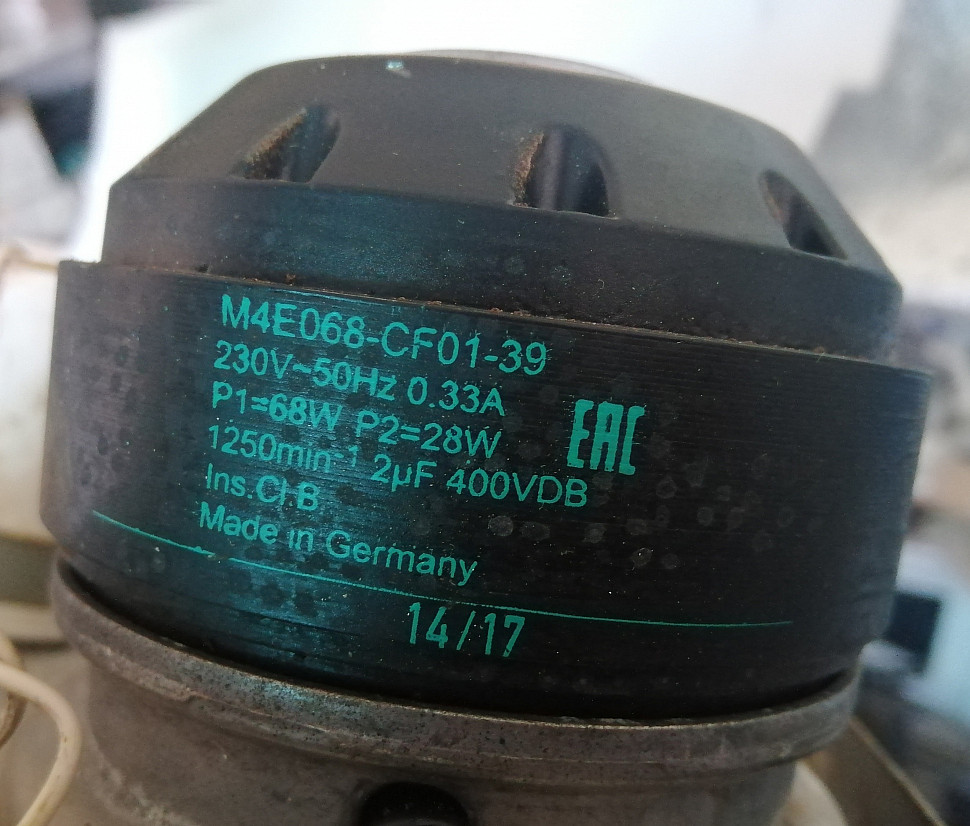 M4E068-CF01-39
230V~50Hz 0.33A
P1=68W P2=28W
1250min⁻¹ 2µF 400VDB
Ins.Cl.B
Made in Germany
EAC
14/17